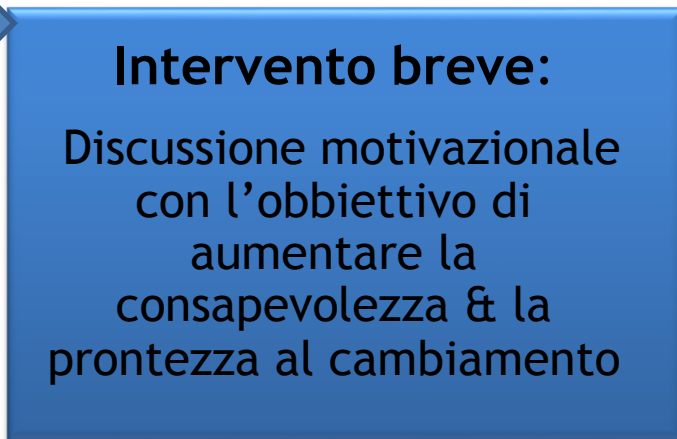 Intervento breve:
Discussione motivazionale
con l’obbiettivo di
aumentare la
consapevolezza & la
prontezza al cambiamento